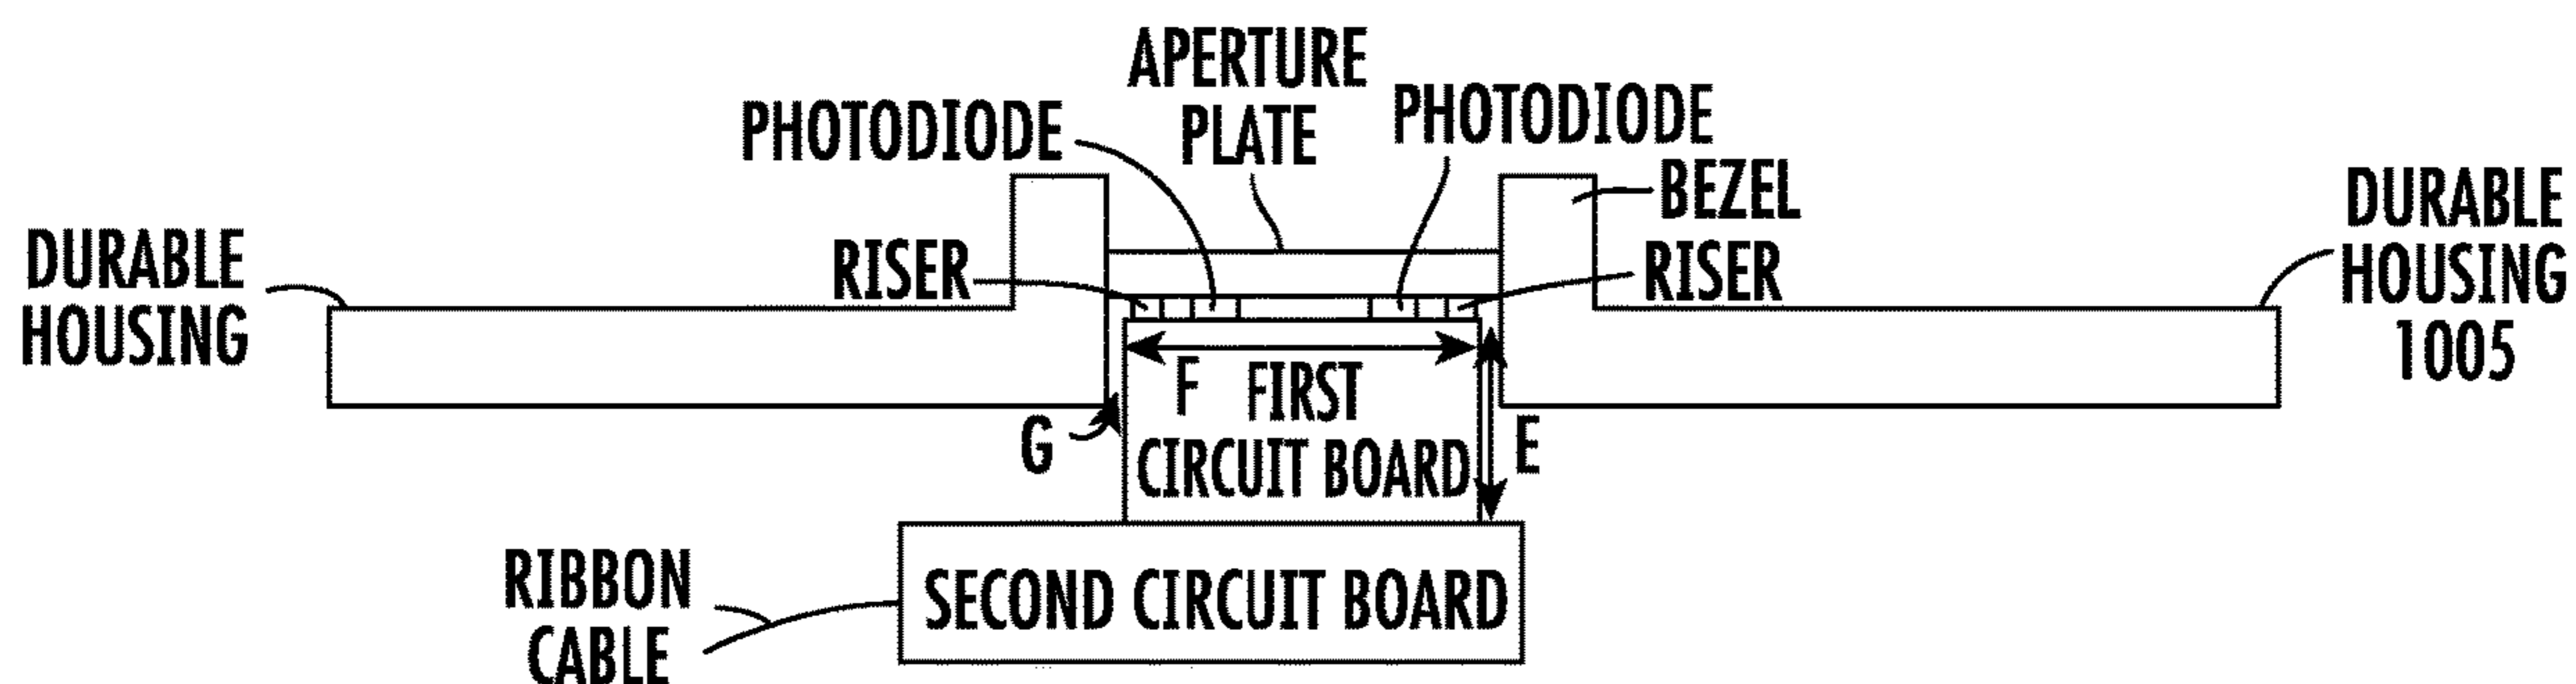 APERTURE
PLATE
PHOTODIODE
PHOTODIODE
BEZEL
DURABLE
HOUSING
RISER
RISER
DURABLE
HOUSING
1005
F
FIRST
CIRCUIT BOARD
G
E
SECOND CIRCUIT BOARD
RIBBON
CABLE